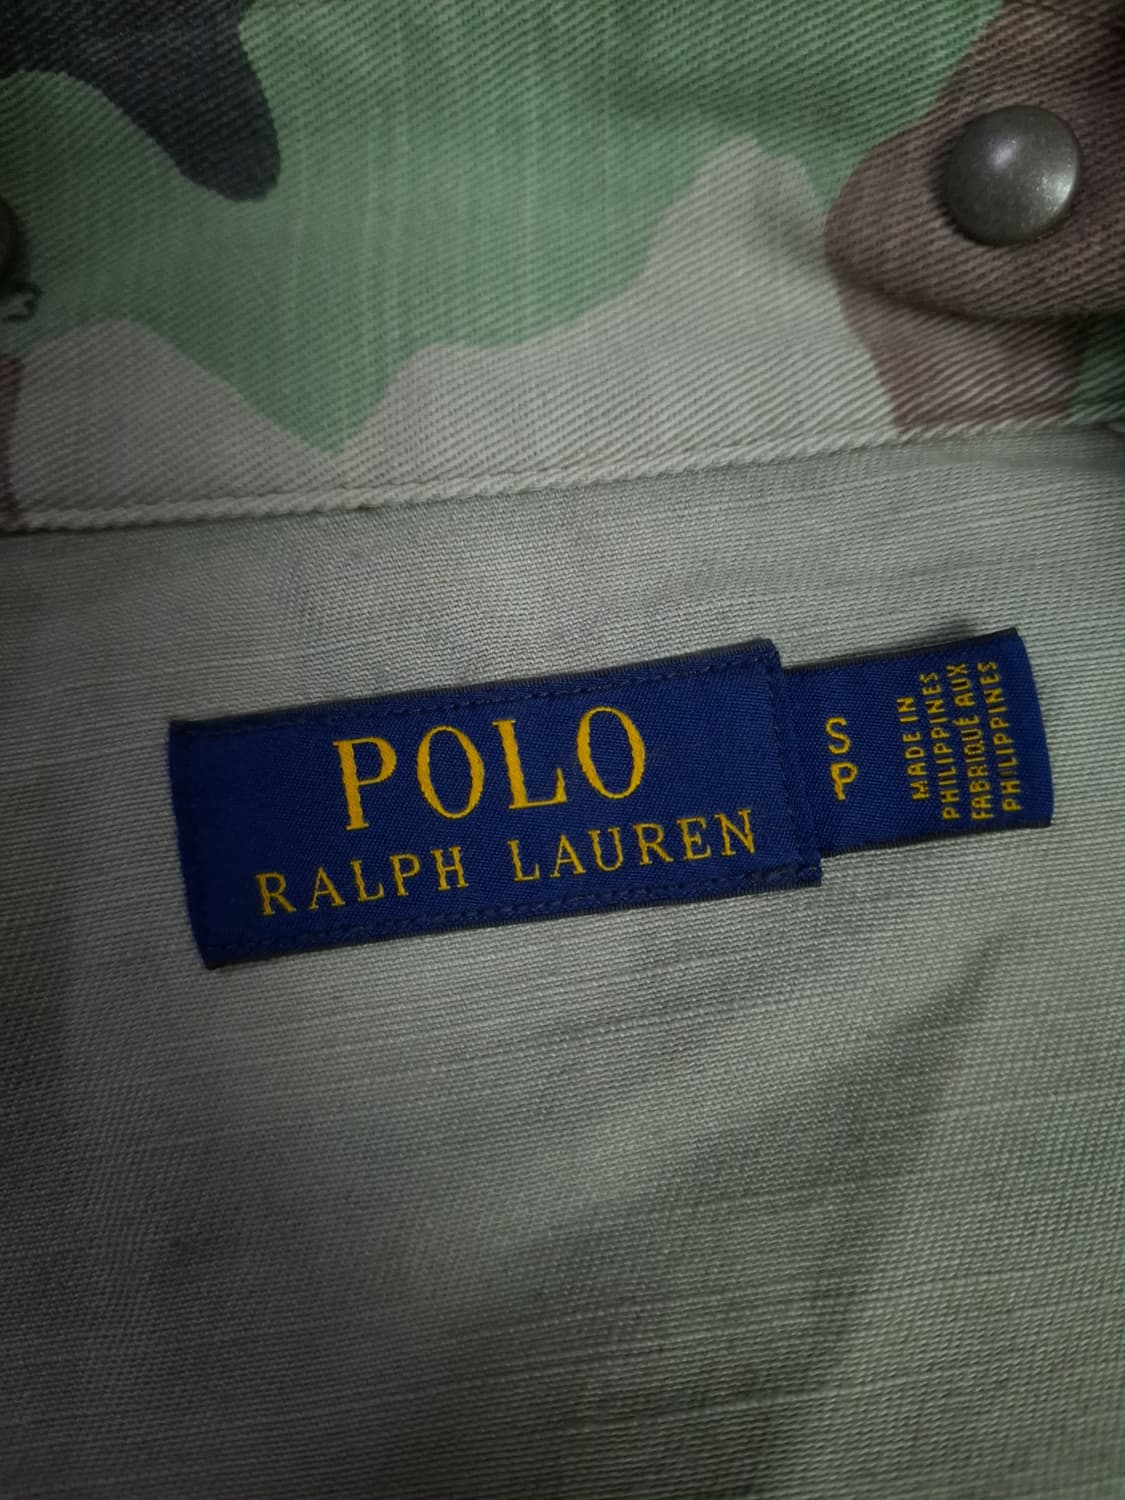 POLO
RALPH LAUREN
S
P
MADE IN
PHILIPPINES
FABRIQUÉ AUX
PHILIPPINES